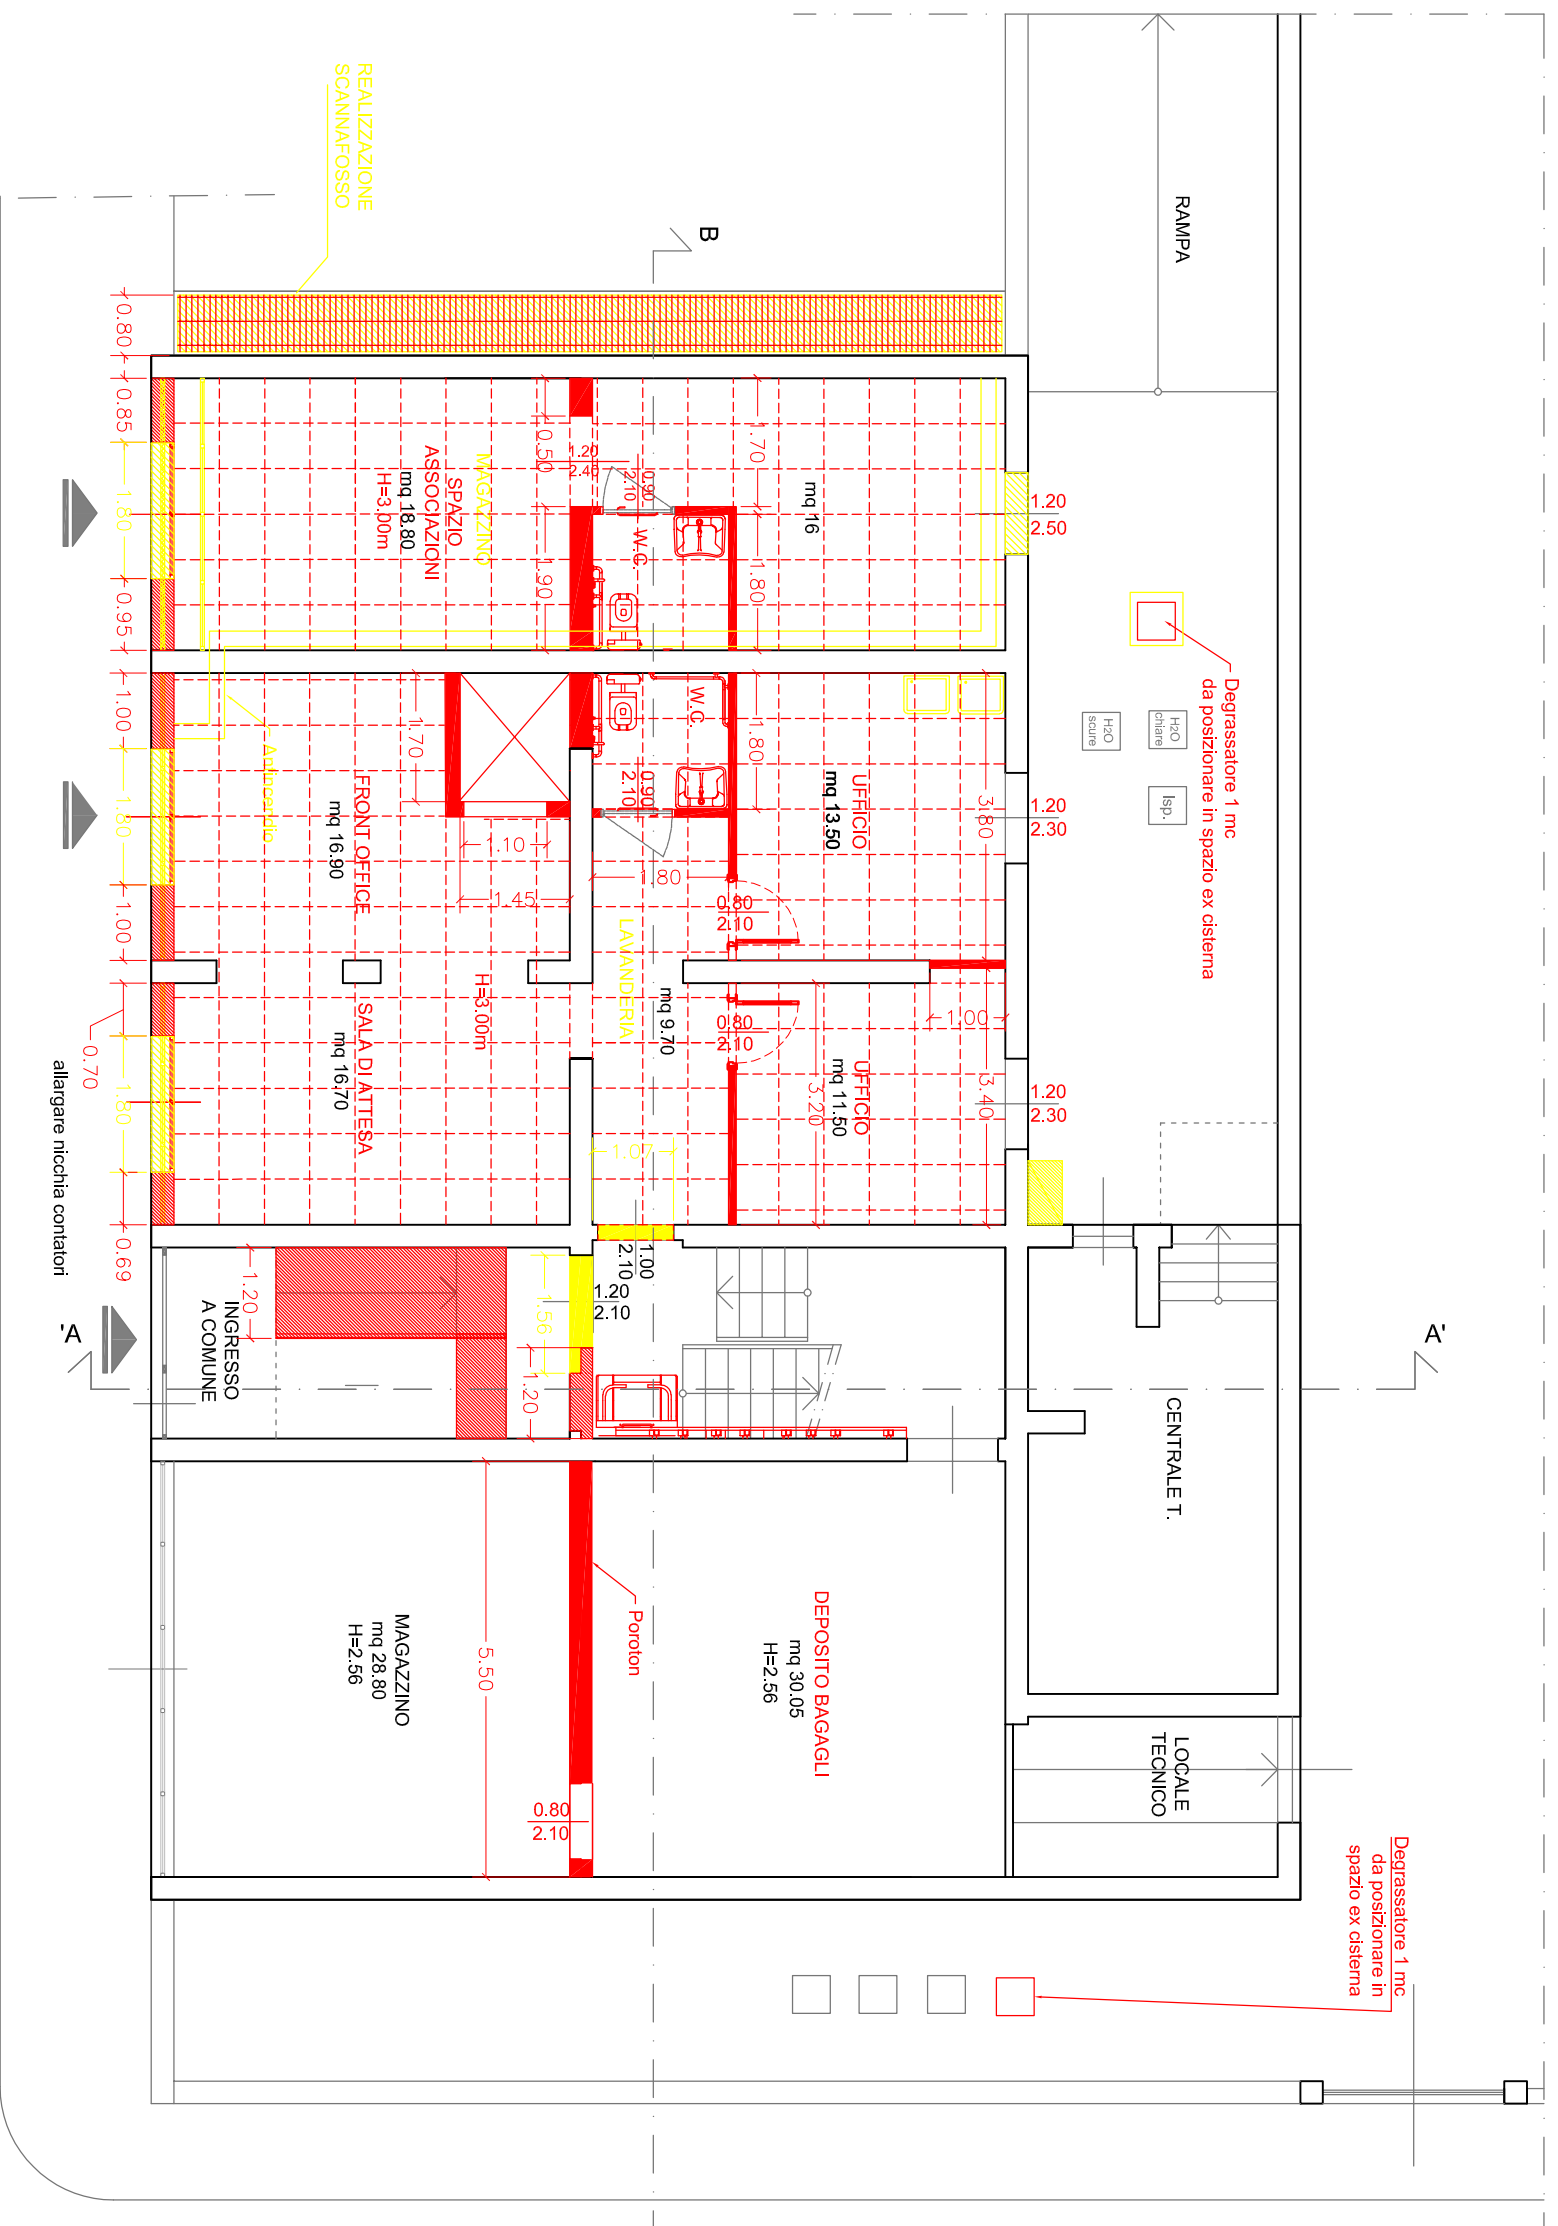 RAMPA
REALIZZAZIONE
SCANNAFOSSO
B
Degrassatore 1 mc
da posizionare in spazio ex cisterna
H2O
chiare
H2O
scure
Isp.
1.20
2.50
1.20
2.30
1.20
2.30
mq 16
1.70
1.80
0.50
1.20
2.40
0.90
2.10
W.C.
1.90
MAGAZZINO
SPAZIO
ASSOCIAZIONI
mq 18.80
H=3.00m
0.80
0.85
1.80
0.95
1.00
1.80
1.00
0.70
1.80
0.69
allargare nicchia contatori
W.C.
1.80
0.90
2.10
UFFICIO
mq 13.50
3.80
0.80
2.10
1.80
1.70
1.10
1.45
Antincendio
FRONT OFFICE
mq 16.90
H=3.00m
SALA DI ATTESA
mq 16.70
LAVANDERIA
mq 9.70
0.80
2.10
UFFICIO
mq 11.50
3.20
3.40
1.00
1.07
1.00
2.10
1.20
2.10
1.56
1.20
1.20
INGRESSO
A COMUNE
'A
A'
CENTRALE T.
LOCALE
TECNICO
DEPOSITO BAGAGLI
mq 30.05
H=2.56
Poroton
5.50
0.80
2.10
MAGAZZINO
mq 28.80
H=2.56
Degrassatore 1 mc
da posizionare in
spazio ex cisterna